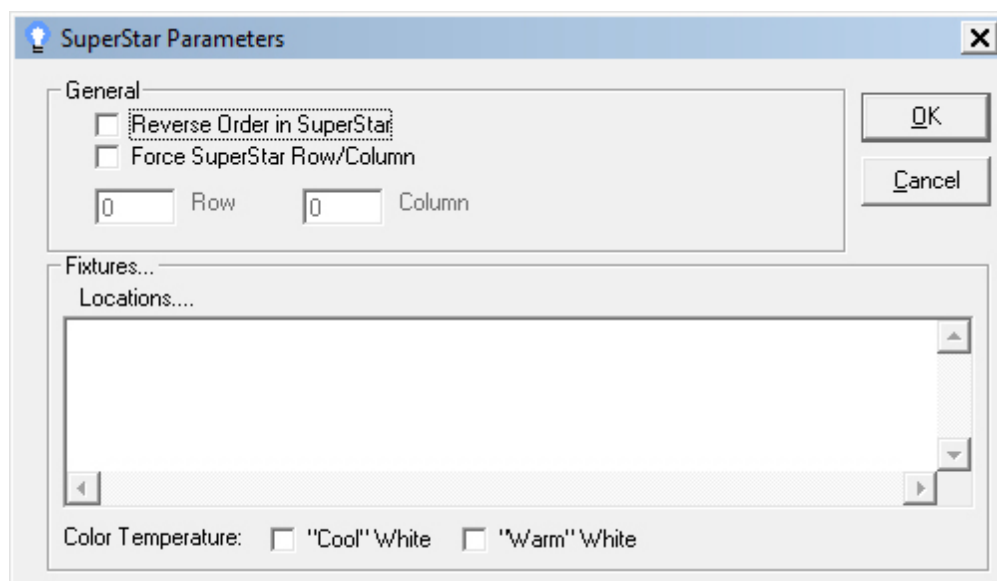 SuperStar Parameters
General
Reverse Order in SuperStar
Force SuperStar Row/Column
0 Row 0 Column
OK
Cancel
Fixtures...
Locations....
Color Temperature: "Cool" White "Warm" White